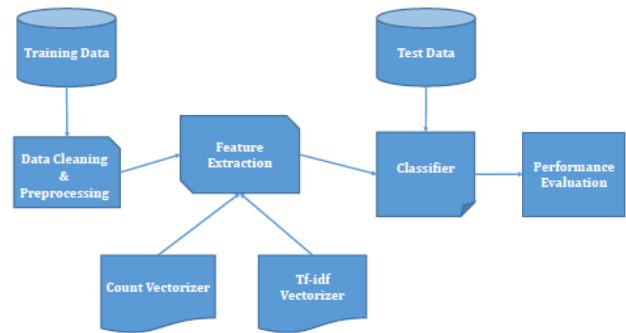 Training Data
Test Data
Data Cleaning
&
Preprocessing
Feature
Extraction
Classifier
Performance
Evaluation
Count Vectorizer
Tf-idf
Vectorizer